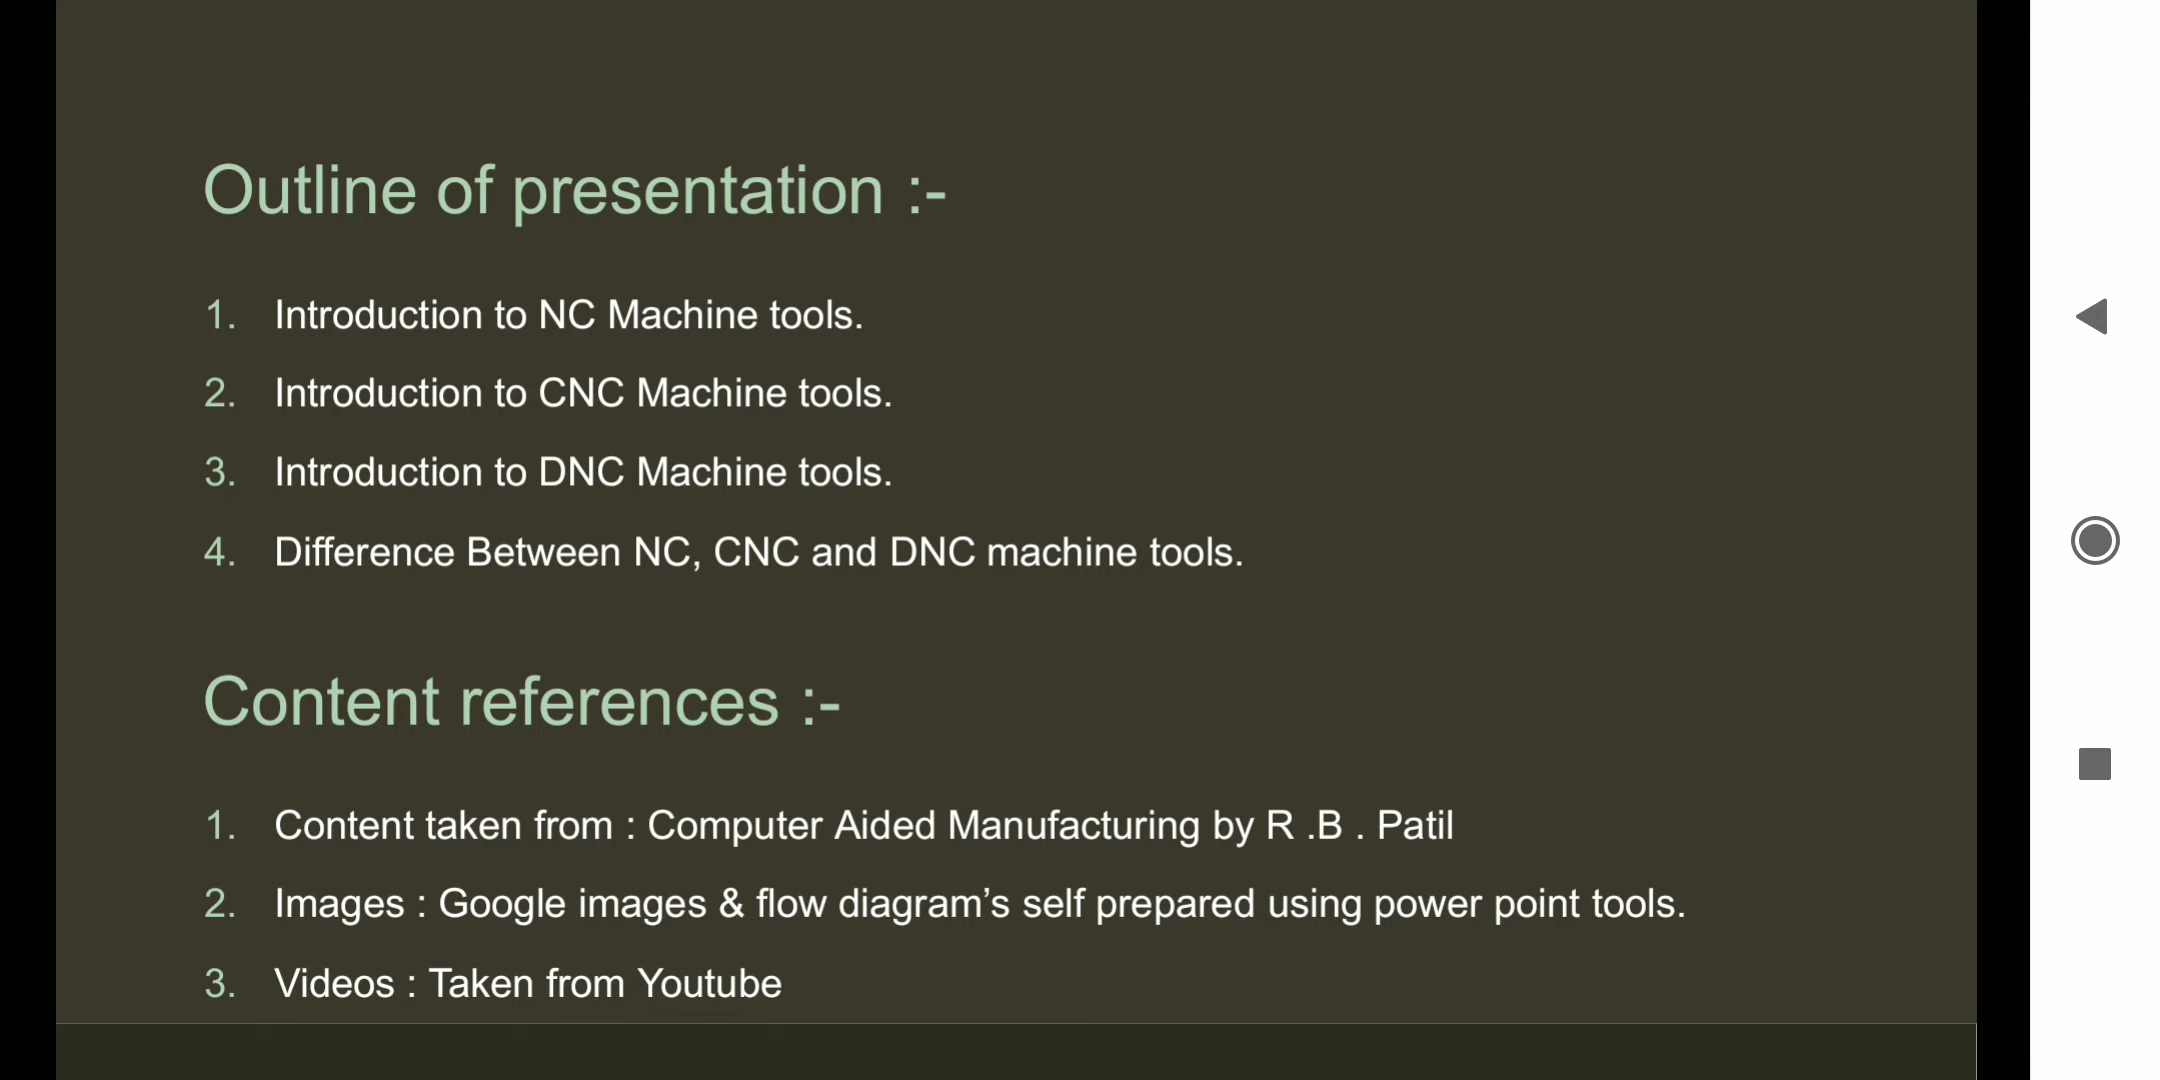 Outline of presentation :-
1. Introduction to NC Machine tools.
2. Introduction to CNC Machine tools.
3. Introduction to DNC Machine tools.
4. Difference Between NC, CNC and DNC machine tools.
Content references :-
1. Content taken from : Computer Aided Manufacturing by R .B . Patil
2. Images : Google images & flow diagram’s self prepared using power point tools.
3. Videos : Taken from Youtube